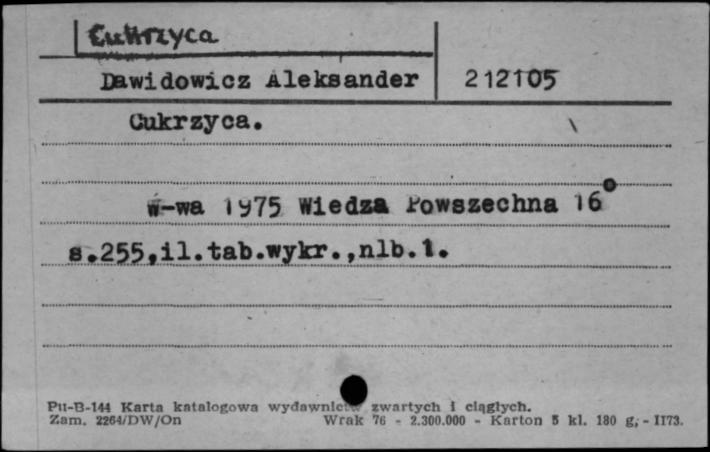 Cukrzyca
Dawidowicz Aleksander 212105
Cukrzyca.
W-wa 1975 Wiedza Powszechna 16°
s.255,il.tab.wykr.,nlb.1.
Pu-B-144 Karta katalogowa wydawnictw zwartych i ciągłych.
Zam. 2264/DW/On Wrak 76 - 2.300.000 - Karton 5 kl. 180 g, - II73.